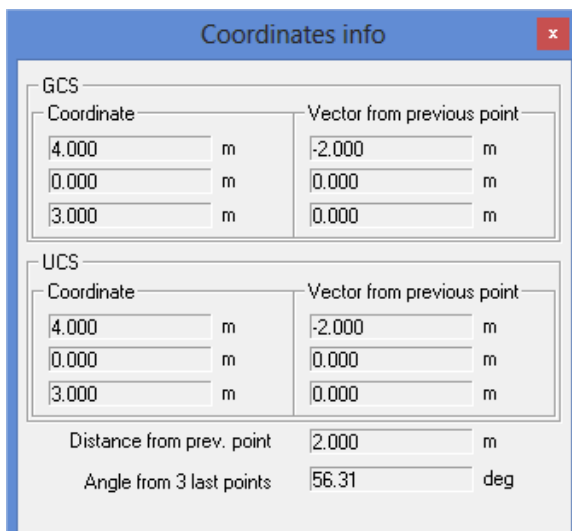 Coordinates info x
GCS
Coordinate Vector from previous point
4.000 m -2.000 m
0.000 m 0.000 m
3.000 m 0.000 m
UCS
Coordinate Vector from previous point
4.000 m -2.000 m
0.000 m 0.000 m
3.000 m 0.000 m
Distance from prev. point 2.000 m
Angle from 3 last points 56.31 deg